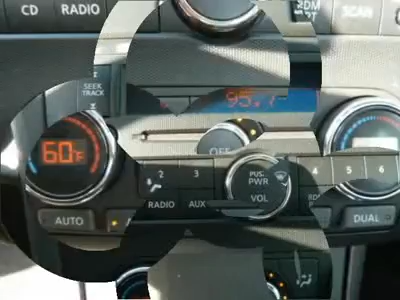 CD RADIO SCAN
SEEK
TRACK
95.7
60°F
OFF
2 3 PUSH
PWR 4 5 6
RADIO AUX VOL
AUTO DUAL